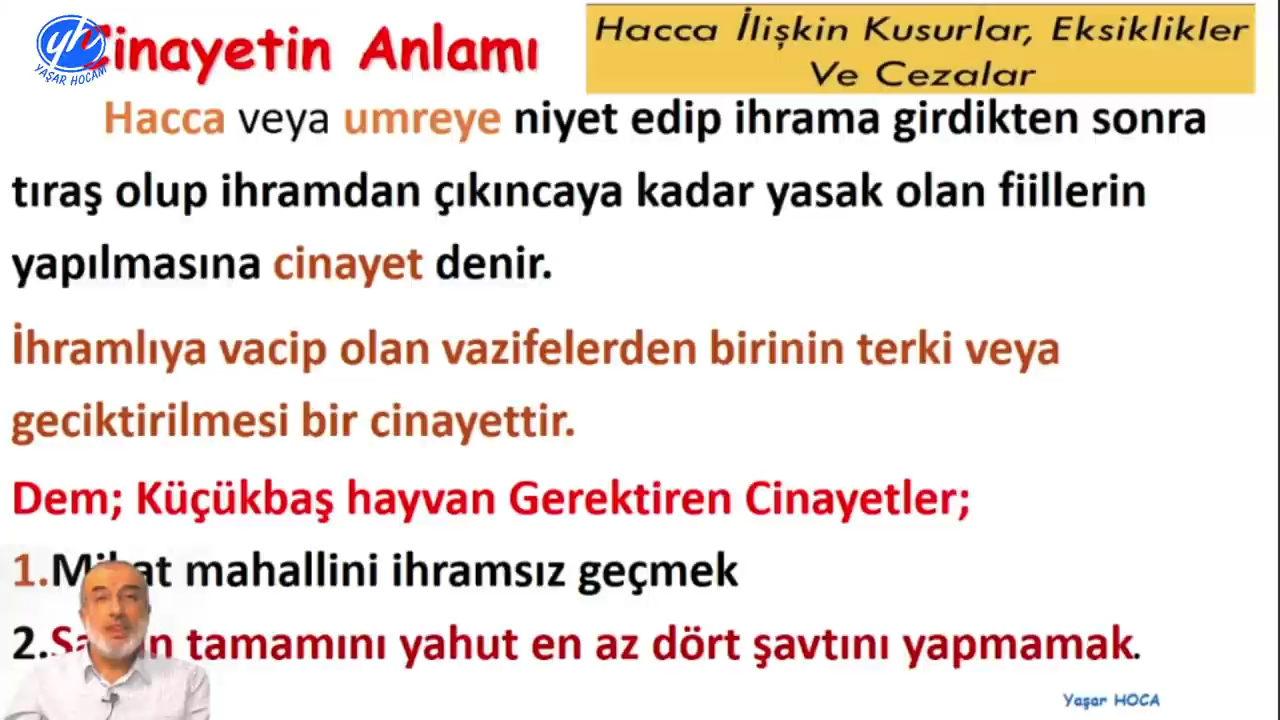 yh
YAŞAR HOCAM
Cinayetin Anlamı
Hacca İlişkin Kusurlar, Eksiklikler
Ve Cezalar
Hacca veya umreye niyet edip ihrama girdikten sonra
tıraş olup ihramdan çıkıncaya kadar yasak olan fiillerin
yapılmasına cinayet denir.
İhramlıya vacip olan vazifelerden birinin terki veya
geciktirilmesi bir cinayettir.
Dem; Küçükbaş hayvan Gerektiren Cinayetler;
1.Mikat mahallini ihramsız geçmek
2. tamamını yahut en az dört şavtını yapmamak.
Yaşar HOCA